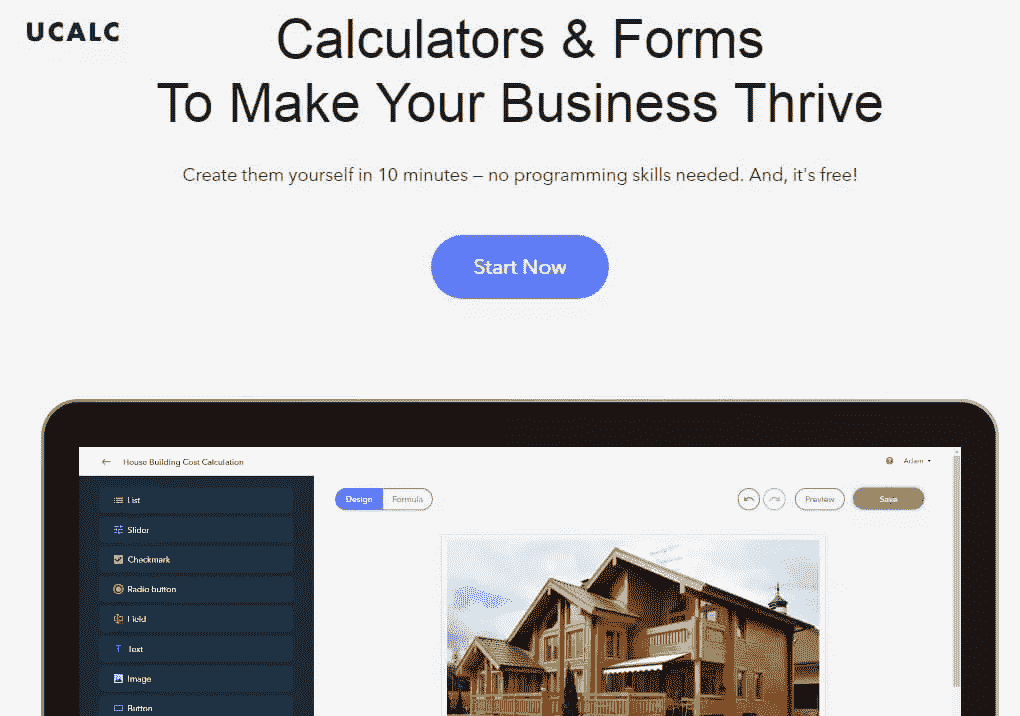 UCALC
Calculators & Forms
To Make Your Business Thrive
Create them yourself in 10 minutes – no programming skills needed. And, it's free!
Start Now
House Building Cost Calculation
Adam
List
Slider
Checkmark
Radio button
Field
Text
Image
Button
Design
Formula
Preview
Save